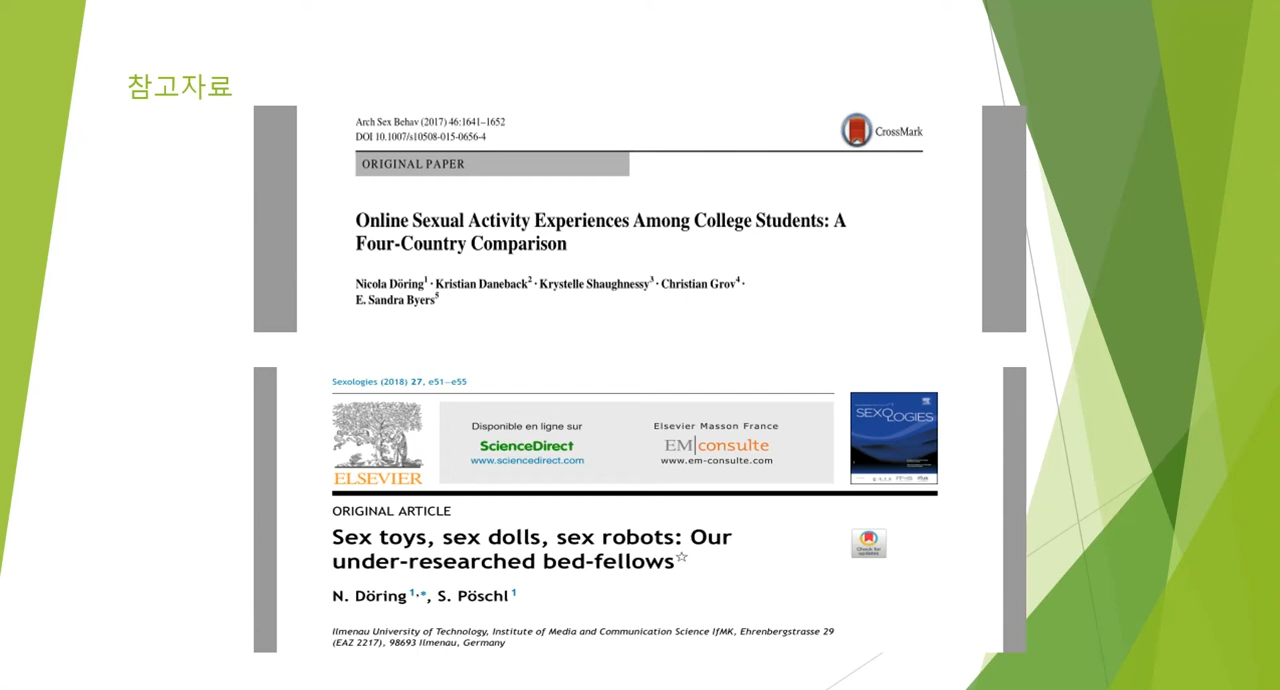 참고자료
Arch Sex Behav (2017) 46:1641–1652
DOI 10.1007/s10508-015-0656-4
CrossMark
ORIGINAL PAPER
Online Sexual Activity Experiences Among College Students: A
Four-Country Comparison
Nicola Döring1 · Kristian Daneback2 · Krystelle Shaughnessy3 · Christian Grov4 ·
E. Sandra Byers5
Sexologies (2018) 27, e51—e55
Disponible en ligne sur
ScienceDirect
www.sciencedirect.com
Elsevier Masson France
EM|consulte
www.em-consulte.com
SEXOLOGIES
ELSEVIER
ORIGINAL ARTICLE
Sex toys, sex dolls, sex robots: Our
under-researched bed-fellows☆
Check for
updates
N. Döring1,*, S. Pöschl1
Ilmenau University of Technology, Institute of Media and Communication Science IfMK, Ehrenbergstrasse 29
(EAZ 2217), 98693 Ilmenau, Germany